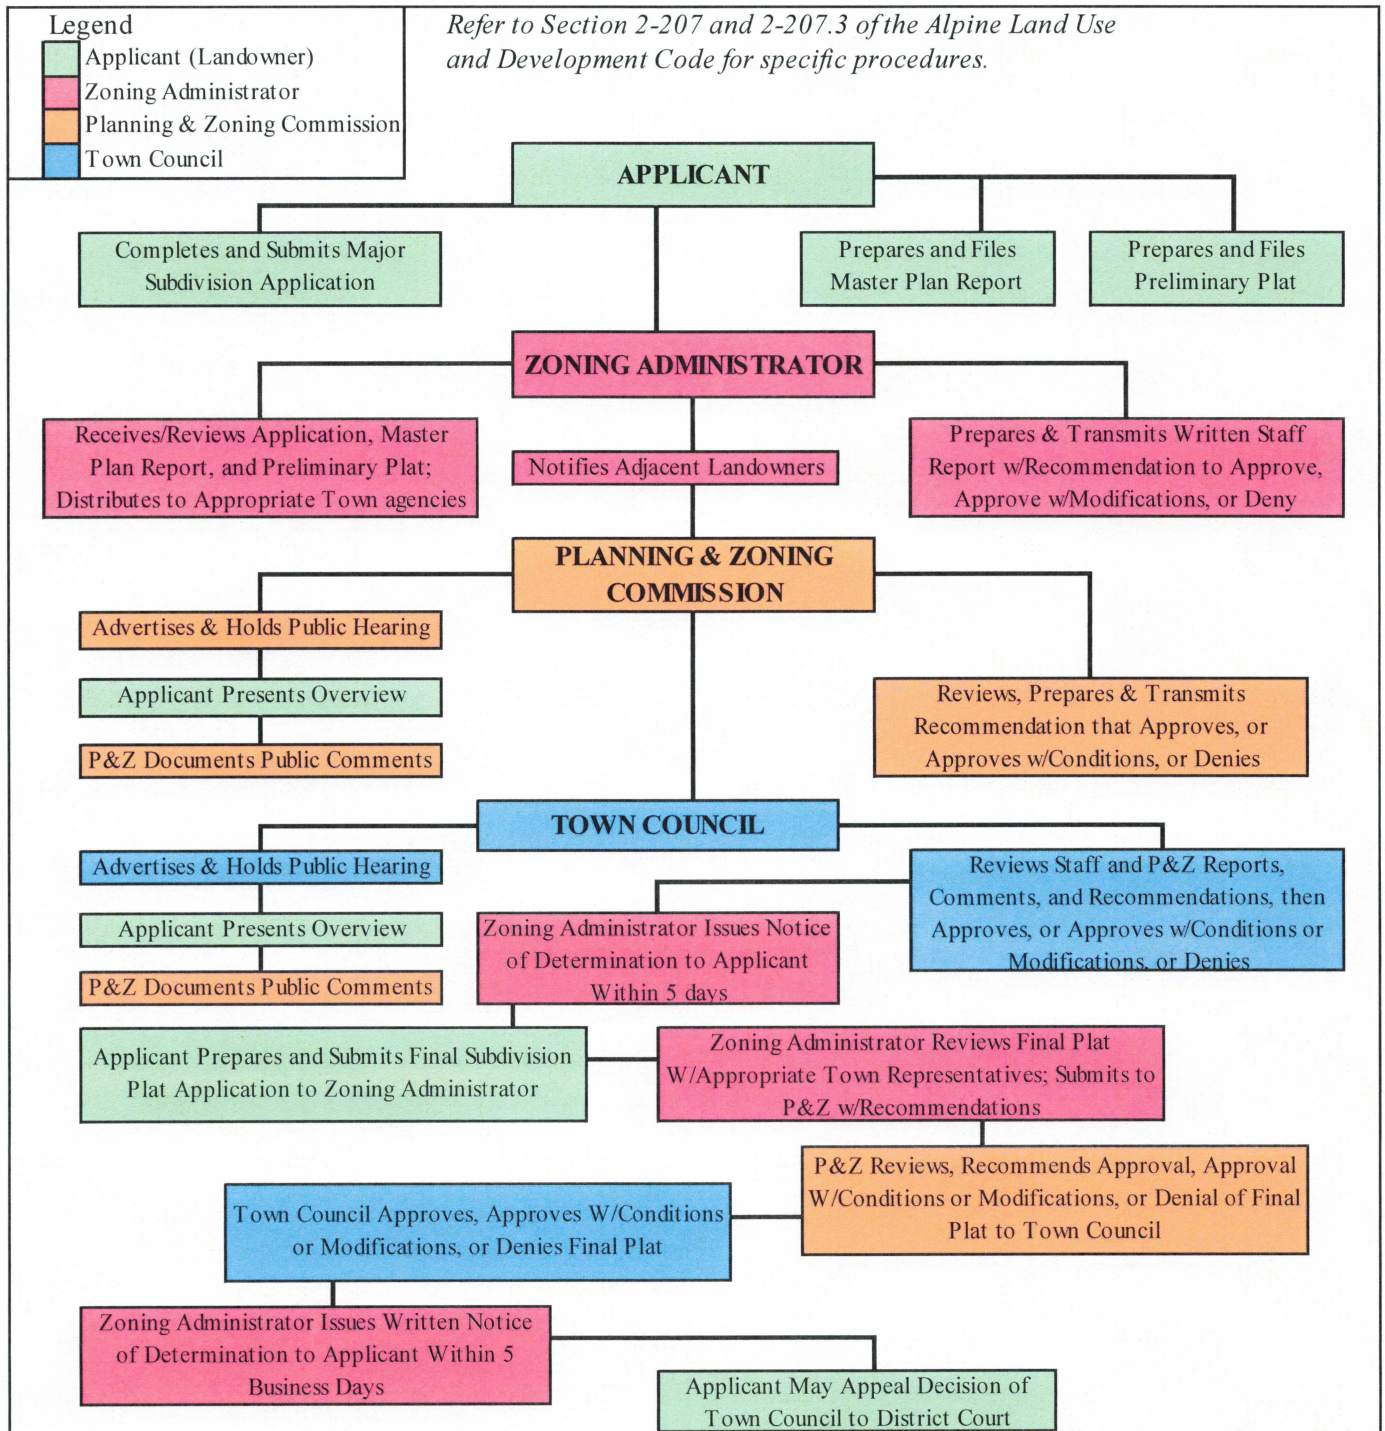 Legend
Applicant (Landowner)
Zoning Administrator
Planning & Zoning Commission
Town Council
Refer to Section 2-207 and 2-207.3 of the Alpine Land Use
and Development Code for specific procedures.
APPLICANT
Completes and Submits Major
Subdivision Application
Prepares and Files
Master Plan Report
Prepares and Files
Preliminary Plat
ZONING ADMINISTRATOR
Receives/Reviews Application, Master
Plan Report, and Preliminary Plat;
Distributes to Appropriate Town agencies
Notifies Adjacent Landowners
Prepares & Transmits Written Staff
Report w/Recommendation to Approve,
Approve w/Modifications, or Deny
PLANNING & ZONING
COMMISSION
Advertises & Holds Public Hearing
Applicant Presents Overview
P&Z Documents Public Comments
Reviews, Prepares & Transmits
Recommendation that Approves, or
Approves w/Conditions, or Denies
TOWN COUNCIL
Advertises & Holds Public Hearing
Applicant Presents Overview
P&Z Documents Public Comments
Reviews Staff and P&Z Reports,
Comments, and Recommendations, then
Approves, or Approves w/Conditions or
Modifications, or Denies
Zoning Administrator Issues Notice
of Determination to Applicant
Within 5 days
Applicant Prepares and Submits Final Subdivision
Plat Application to Zoning Administrator
Zoning Administrator Reviews Final Plat
W/Appropriate Town Representatives; Submits to
P&Z w/Recommendations
P&Z Reviews, Recommends Approval, Approval
W/Conditions or Modifications, or Denial of Final
Plat to Town Council
Town Council Approves, Approves W/Conditions
or Modifications, or Denies Final Plat
Zoning Administrator Issues Written Notice
of Determination to Applicant Within 5
Business Days
Applicant May Appeal Decision of
Town Council to District Court